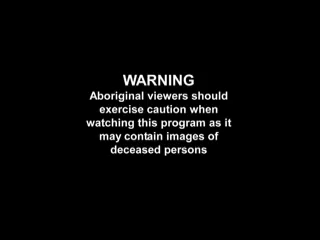 WARNING
Aboriginal viewers should
exercise caution when
watching this program as it
may contain images of
deceased persons